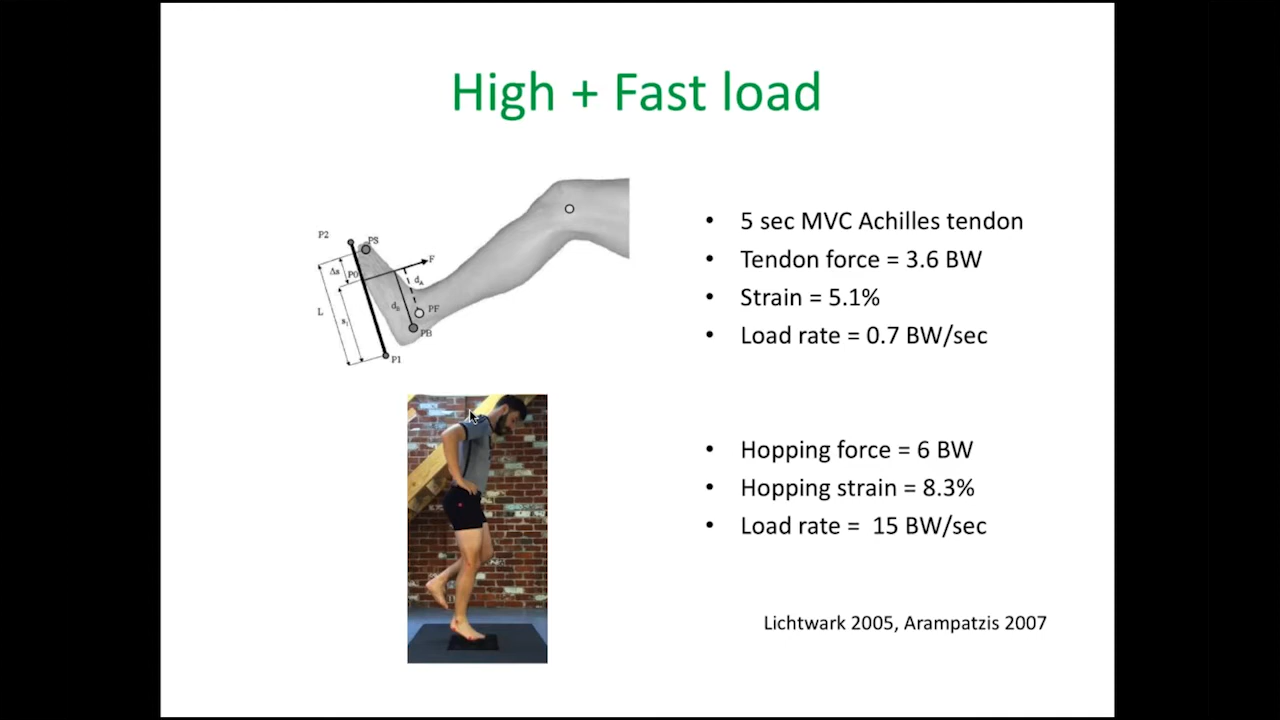 High + Fast load
P2
PS
F
Δs
P0
dA
L
s1
dB
PF
PB
P1
• 5 sec MVC Achilles tendon
• Tendon force = 3.6 BW
• Strain = 5.1%
• Load rate = 0.7 BW/sec
• Hopping force = 6 BW
• Hopping strain = 8.3%
• Load rate =  15 BW/sec
Lichtwark 2005, Arampatzis 2007